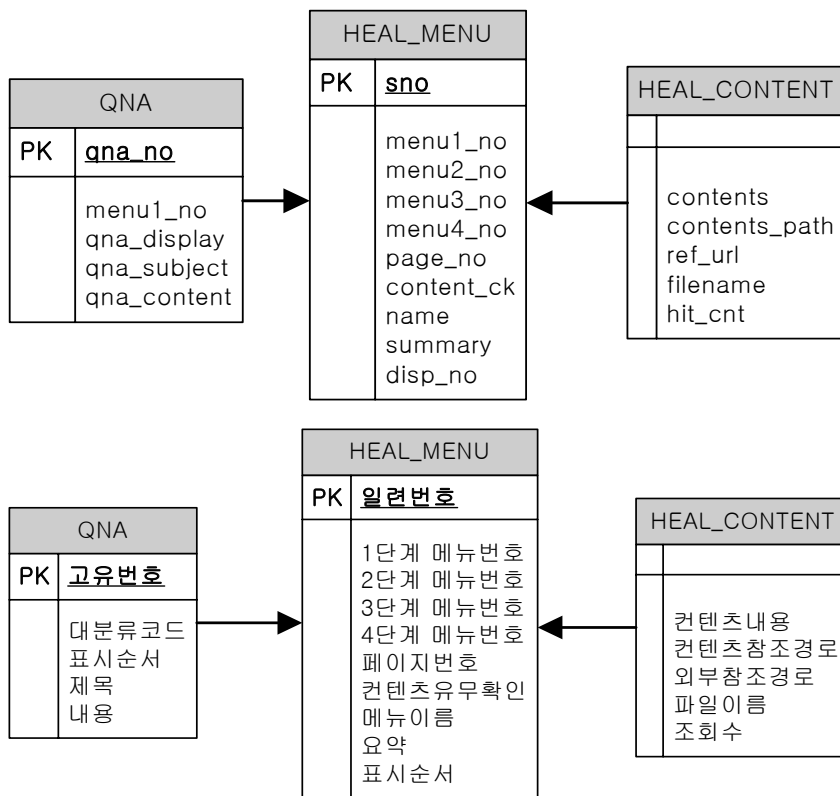 QNA
PK qna_no
menu1_no
qna_display
qna_subject
qna_content
HEAL_MENU
PK sno
menu1_no
menu2_no
menu3_no
menu4_no
page_no
content_ck
name
summary
disp_no
HEAL_CONTENT
contents
contents_path
ref_url
filename
hit_cnt
QNA
PK 고유번호
대분류코드
표시순서
제목
내용
HEAL_MENU
PK 일련번호
1단계 메뉴번호
2단계 메뉴번호
3단계 메뉴번호
4단계 메뉴번호
페이지번호
컨텐츠유무확인
메뉴이름
요약
표시순서
HEAL_CONTENT
컨텐츠내용
컨텐츠참조경로
외부참조경로
파일이름
조회수